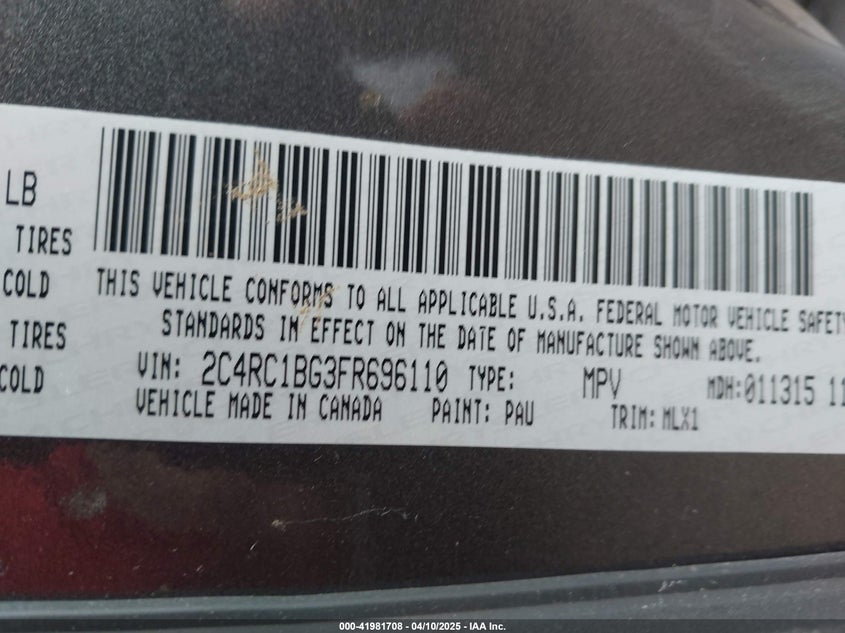 LB
TIRES
COLD
TIRES
COLD
THIS VEHICLE CONFORMS TO ALL APPLICABLE U.S.A. FEDERAL MOTOR VEHICLE SAFETY
STANDARDS IN EFFECT ON THE DATE OF MANUFACTURE SHOWN ABOVE.
VIN: 2C4RC1BG3FR696110 TYPE: MPV MDH:011315 11
VEHICLE MADE IN CANADA PAINT: PAU TRIM: MLX1
000-41981708 - 04/10/2025 - IAA Inc.